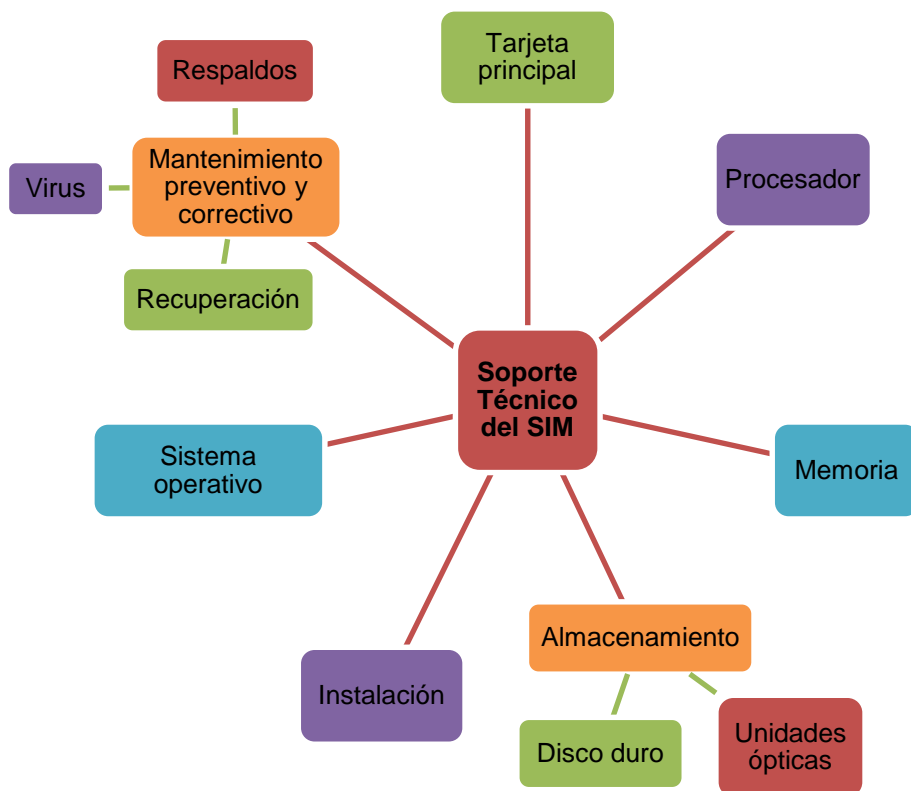 Tarjeta
principal
Respaldos
Mantenimiento
preventivo y
correctivo
Virus
Procesador
Recuperación
Soporte
Técnico
del SIM
Sistema
operativo
Memoria
Almacenamiento
Instalación
Disco duro
Unidades
ópticas